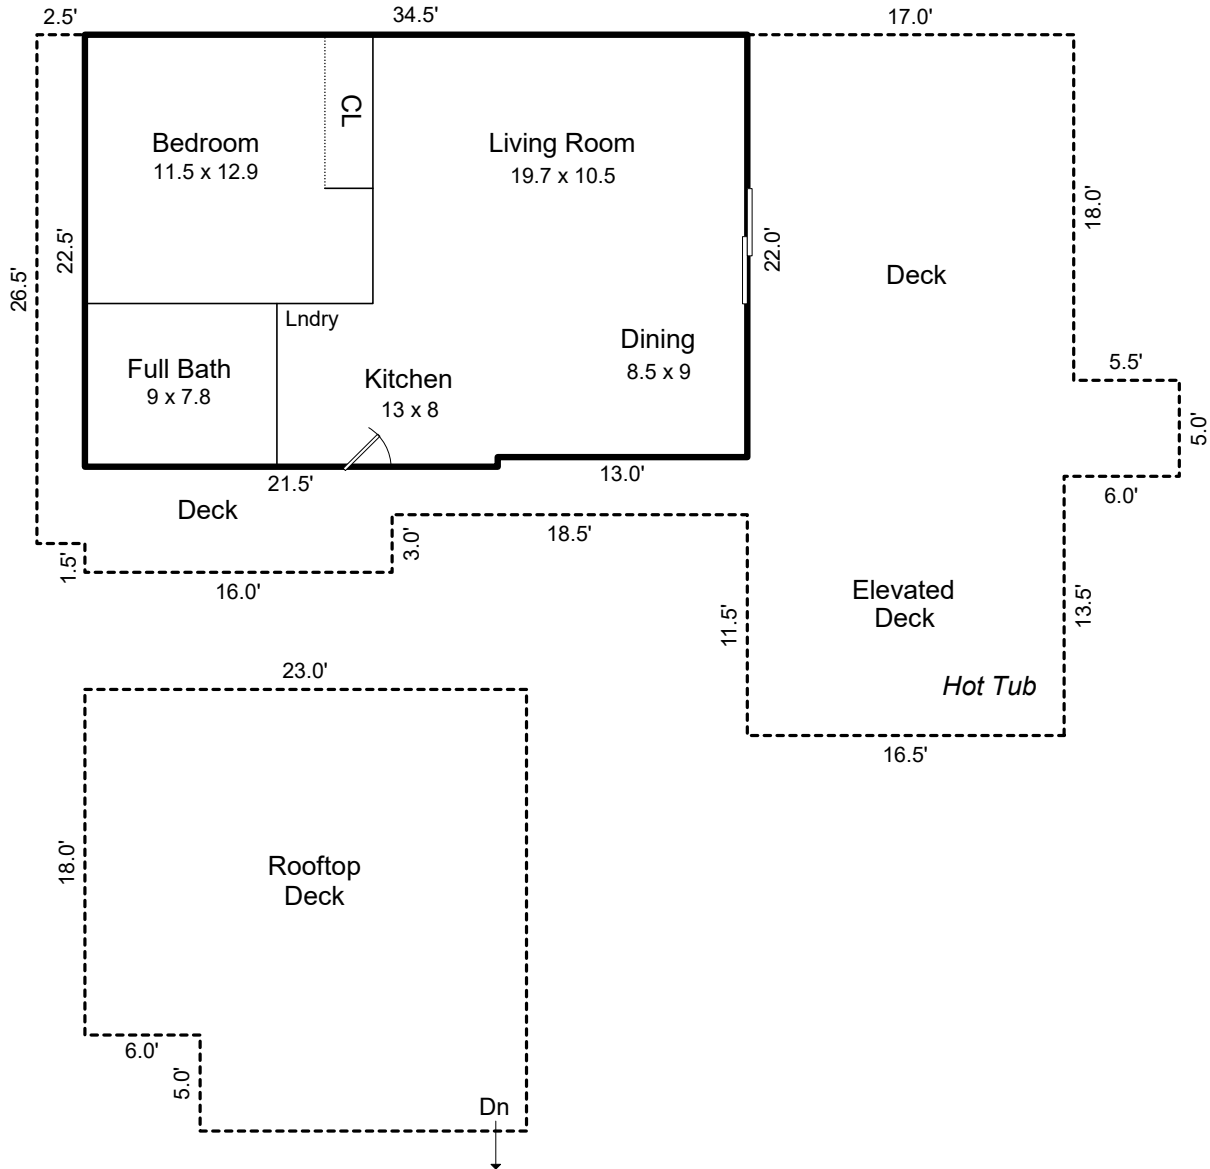 2.5'
34.5'
17.0'
CL
Bedroom
11.5 x 12.9
Living Room
19.7 x 10.5
18.0'
22.5'
22.0'
26.5'
Deck
Lndry
Dining
8.5 x 9
Full Bath
9 x 7.8
Kitchen
13 x 8
5.5'
5.0'
21.5'
13.0'
6.0'
Deck
18.5'
3.0'
1.5'
16.0'
Elevated
Deck
11.5'
13.5'
Hot Tub
16.5'
23.0'
18.0'
Rooftop
Deck
6.0'
5.0'
Dn